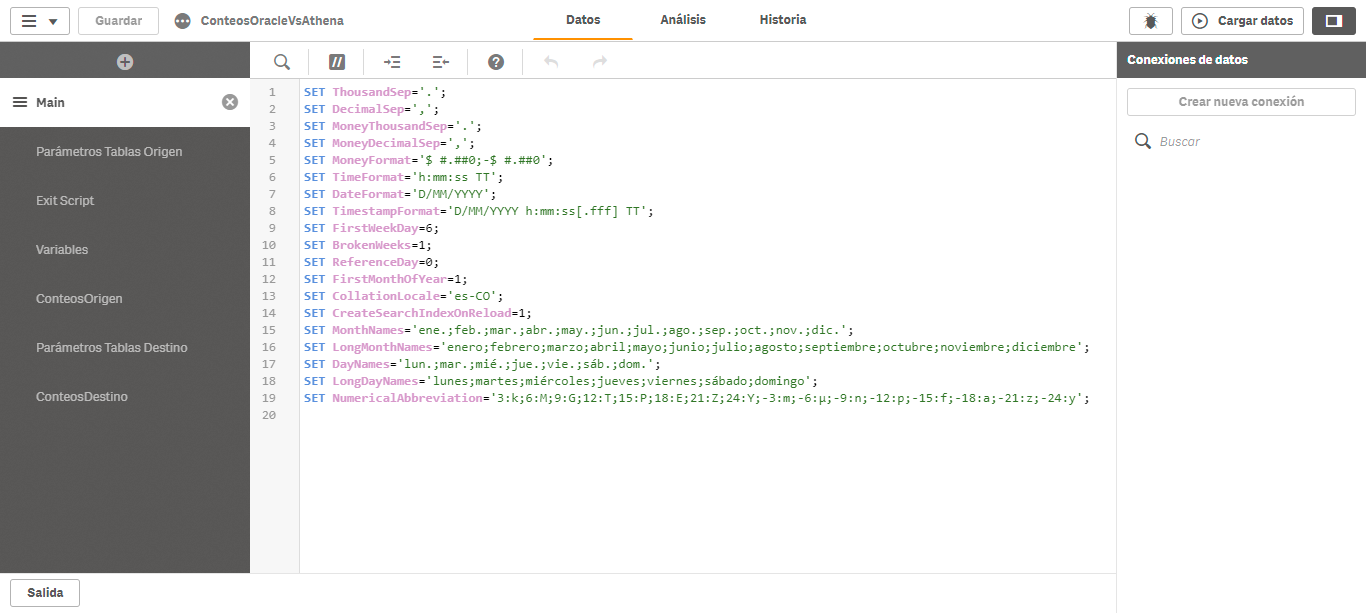 Guardar
ConteosOracleVsAthena
Datos
Análisis
Historia
Cargar datos
Main
Parámetros Tablas Origen
Exit Script
Variables
ConteosOrigen
Parámetros Tablas Destino
ConteosDestino
1 SET ThousandSep='.';
2 SET DecimalSep=',';
3 SET MoneyThousandSep='.';
4 SET MoneyDecimalSep=',';
5 SET MoneyFormat='$ #.##0;-$ #.##0';
6 SET TimeFormat='h:mm:ss TT';
7 SET DateFormat='D/MM/YYYY';
8 SET TimestampFormat='D/MM/YYYY h:mm:ss[.fff] TT';
9 SET FirstWeekDay=6;
10 SET BrokenWeeks=1;
11 SET ReferenceDay=0;
12 SET FirstMonthOfYear=1;
13 SET CollationLocale='es-CO';
14 SET CreateSearchIndexOnReload=1;
15 SET MonthNames='ene.;feb.;mar.;abr.;may.;jun.;jul.;ago.;sep.;oct.;nov.;dic.';
16 SET LongMonthNames='enero;febrero;marzo;abril;mayo;junio;julio;agosto;septiembre;octubre;noviembre;diciembre';
17 SET DayNames='lun.;mar.;mié.;jue.;vie.;sáb.;dom.';
18 SET LongDayNames='lunes;martes;miércoles;jueves;viernes;sábado;domingo';
19 SET NumericalAbbreviation='3:k;6:M;9:G;12:T;15:P;18:E;21:Z;24:Y;-3:m;-6:μ;-9:n;-12:p;-15:f;-18:a;-21:z;-24:y';
20
Conexiones de datos
Crear nueva conexión
Buscar
Salida